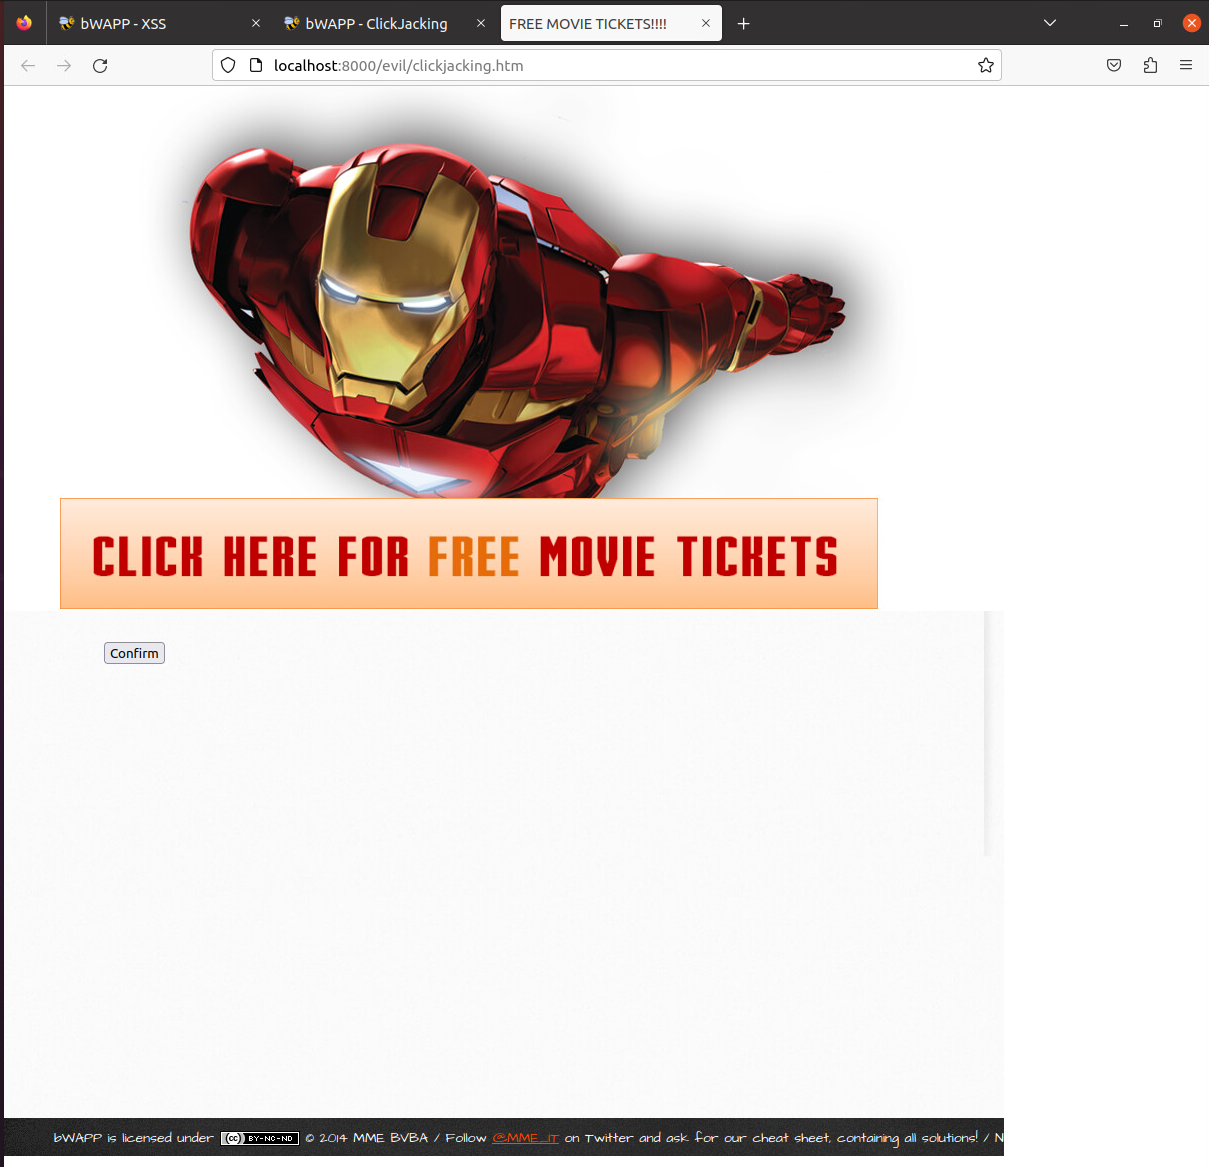 bWAPP - XSS
bWAPP - ClickJacking
FREE MOVIE TICKETS!!!!
localhost:8000/evil/clickjacking.htm
CLICK HERE FOR FREE MOVIE TICKETS
Confirm
bWAPP is licensed under (cc) BY-NC-ND © 2014 MME BVBA / Follow @MME_IT on Twitter and ask for our cheat sheet, containing all solutions! / N